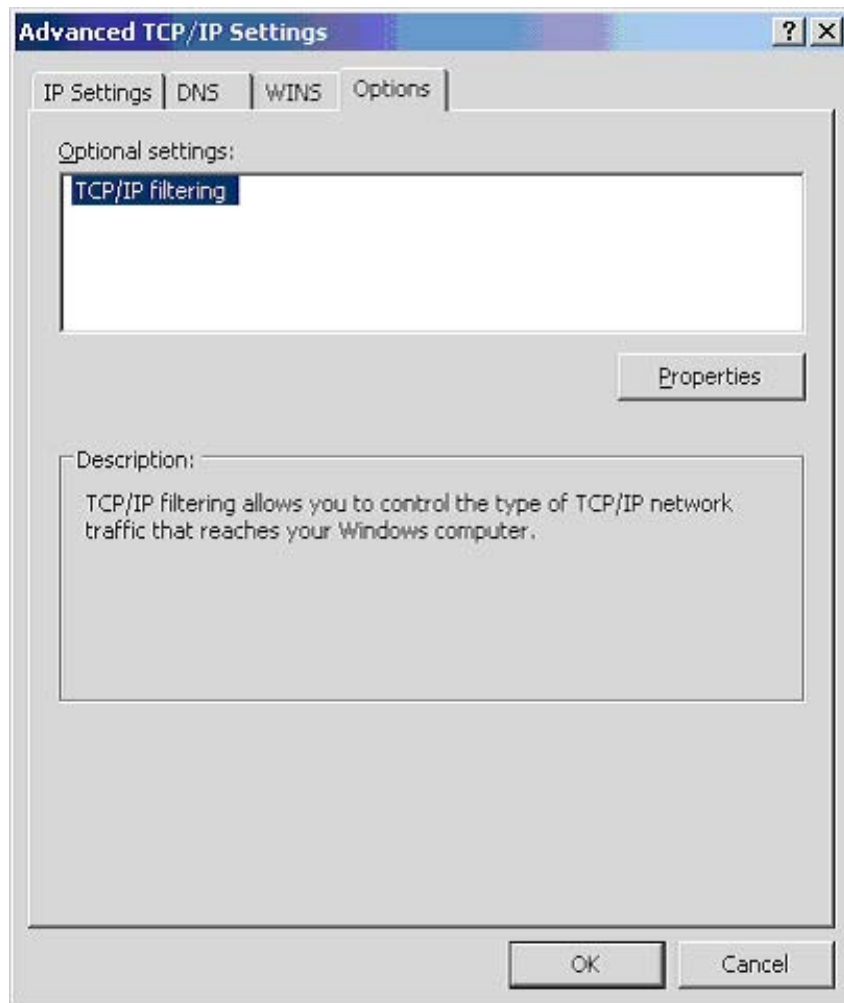 Advanced TCP/IP Settings
IP Settings DNS WINS Options
Optional settings:
TCP/IP filtering
Properties
Description:
TCP/IP filtering allows you to control the type of TCP/IP network
traffic that reaches your Windows computer.
OK Cancel